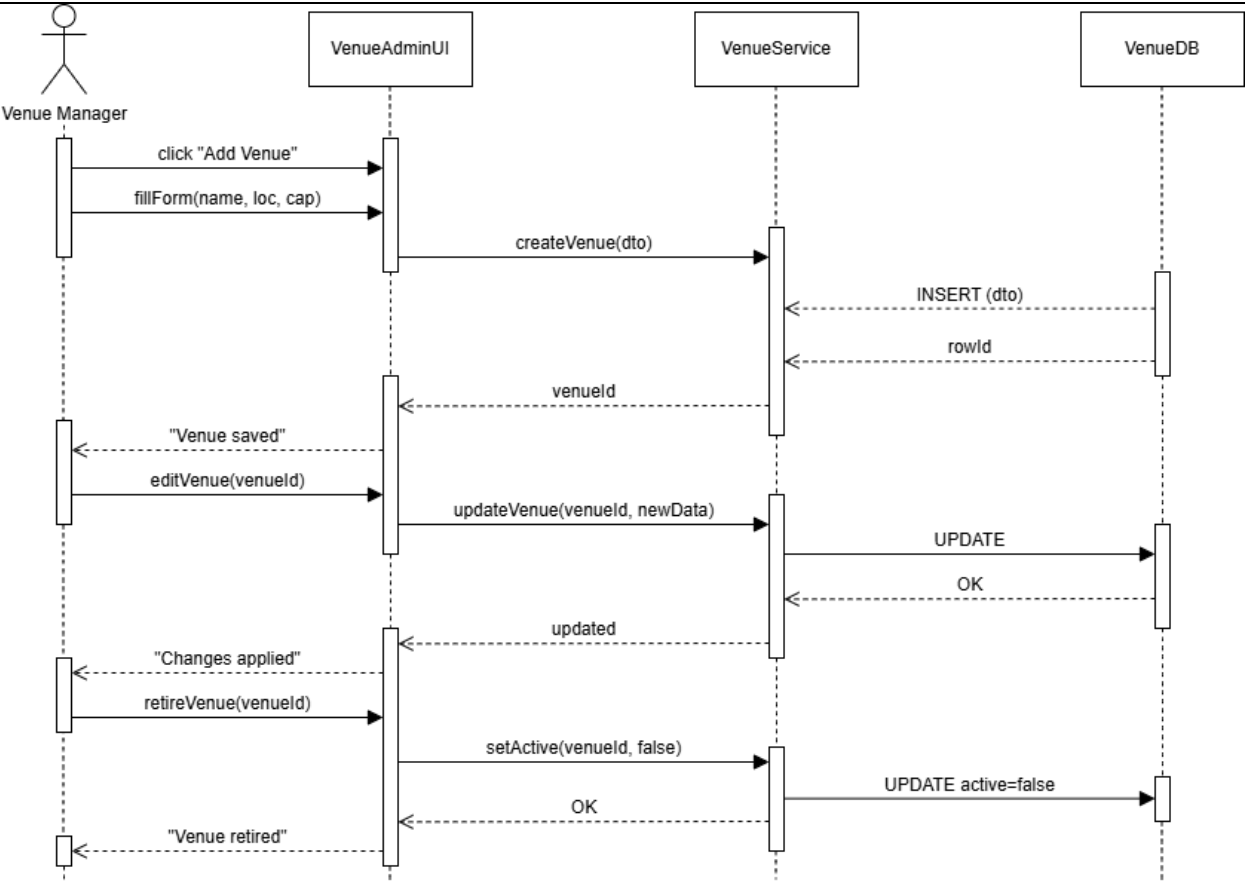 VenueAdminUI
VenueService
VenueDB
Venue Manager
click "Add Venue"
fillForm(name, loc, cap)
createVenue(dto)
INSERT (dto)
rowId
venueId
"Venue saved"
editVenue(venueId)
updateVenue(venueId, newData)
UPDATE
OK
updated
"Changes applied"
retireVenue(venueId)
setActive(venueId, false)
UPDATE active=false
OK
"Venue retired"